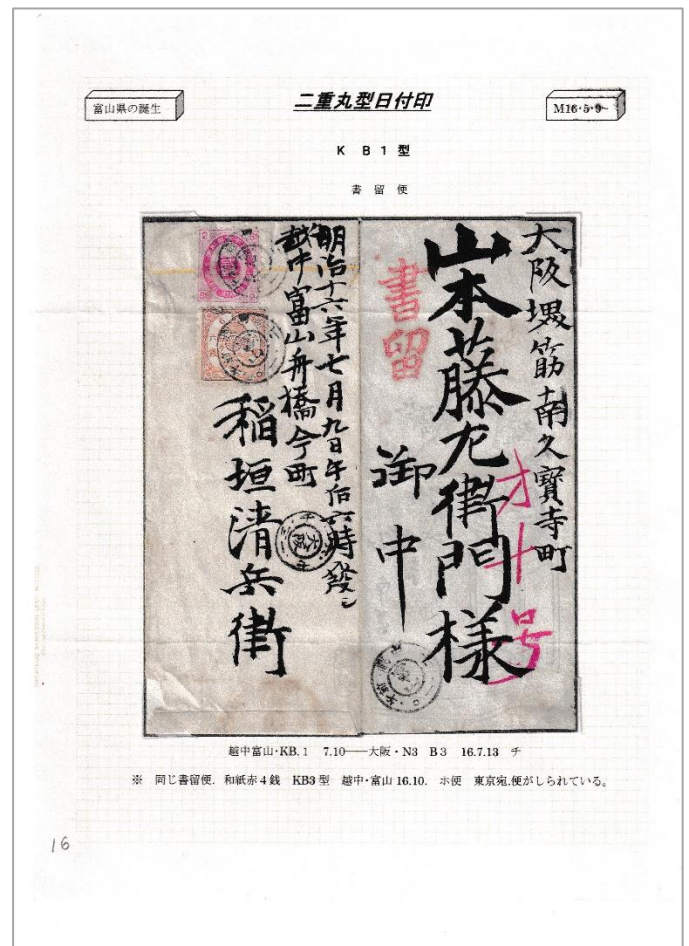 富山県の誕生
二重丸型日付印
M16・5・9
K B 1 型
書 留 便
大阪堺筋南久寶寺町
山本藤左衛門様
御中
書留
才十号
明治十六年七月九日午后六時發シ
越中富山舟橋今町
稲垣清兵衛
大阪
越中富山・KB.1 7.10――大阪・N3 B3 16.7.13 チ
※ 同じ書留便. 和紙赤4銭 KB3型 越中・富山 16.10. ホ便 東京宛.便がしられている。
16